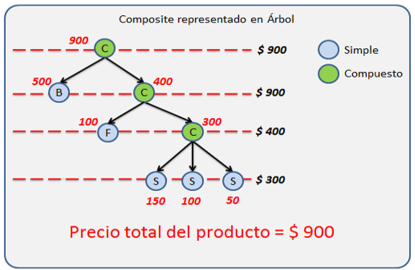 Composite representado en Árbol
900 C $ 900
Simple
Compuesto
500 400
B C $ 900
100 300
F C $ 400
S S S $ 300
150 100 50
Precio total del producto = $ 900